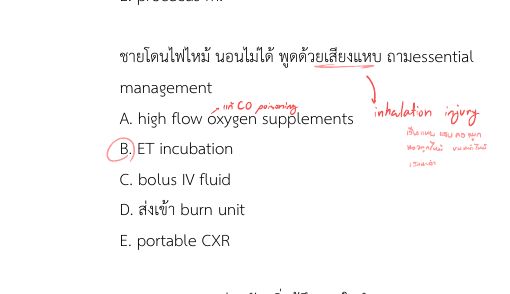 ชายโดนไฟไหม้ นอนไม่ได้ พูดด้วยเสียงแหบ ถามessential
management
แก้ CO poisoning
A. high flow oxygen supplements
inhalation injury
B. ET incubation
C. bolus IV fluid
D. ส่งเข้า burn unit
E. portable CXR